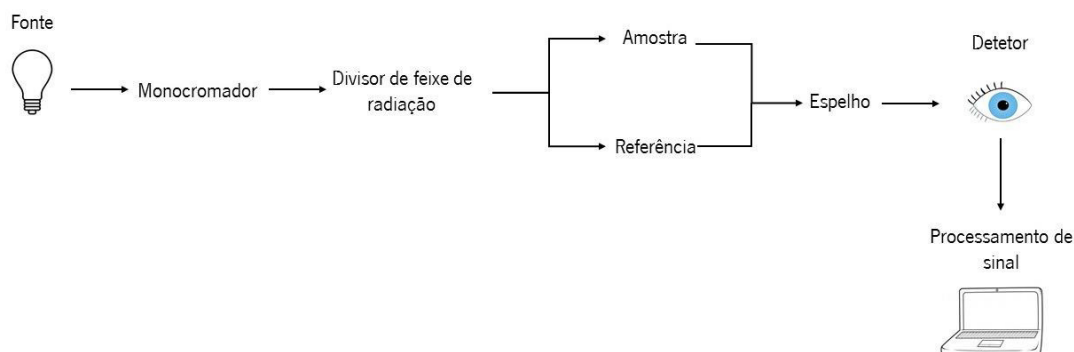 Fonte
Monocromador
Divisor de feixe de
radiação
Amostra
Referência
Espelho
Detetor
Processamento de
sinal